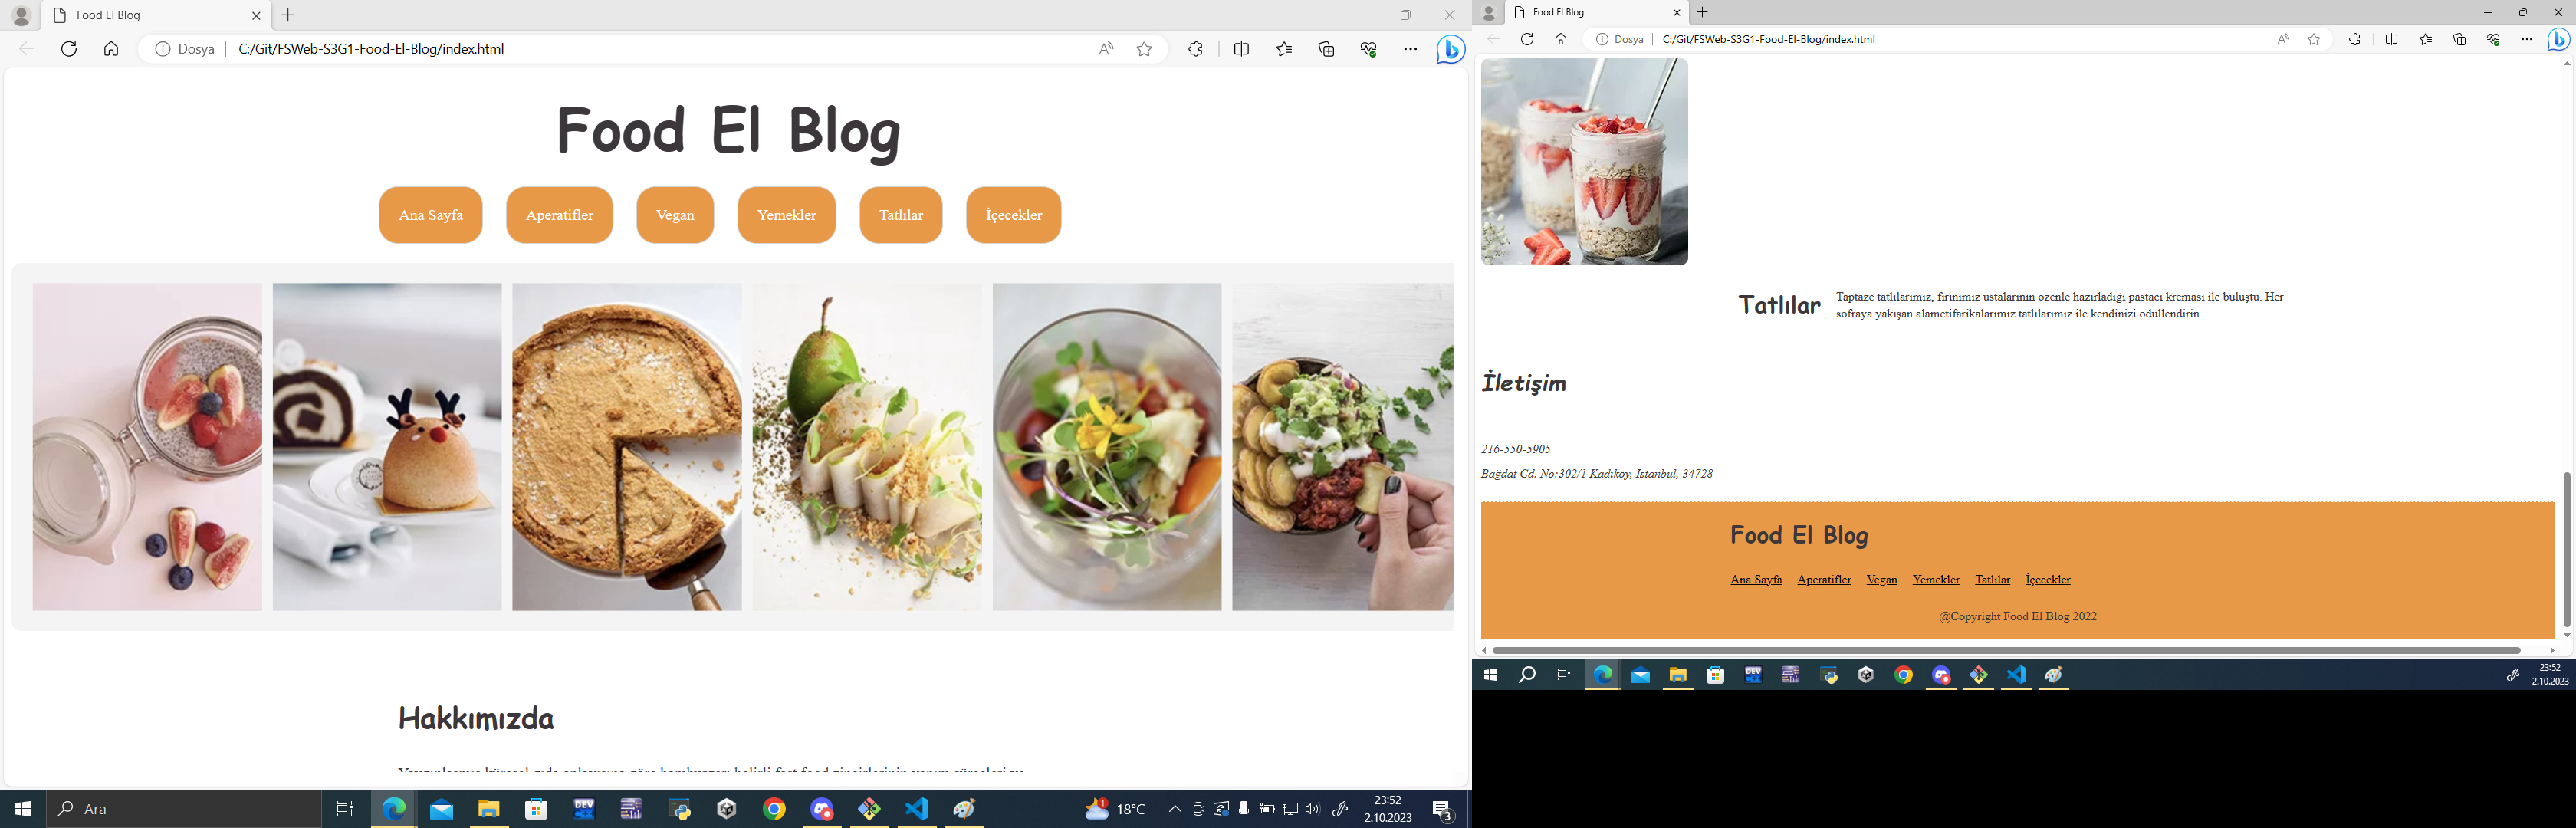 Food El Blog
Dosya C:/Git/FSWeb-S3G1-Food-El-Blog/index.html
Food El Blog
Ana Sayfa Aperatifler Vegan Yemekler Tatlılar İçecekler
Hakkımızda
Ara
18°C
23:52
2.10.2023
3
Food El Blog
Dosya C:/Git/FSWeb-S3G1-Food-El-Blog/index.html
Tatlılar
Taptaze tatlılarımız, fırınımız ustalarının özenle hazırladığı pastacı kreması ile buluştu. Her
sofraya yakışan alametifarikalarımız tatlılarımız ile kendinizi ödüllendirin.
İletişim
216-550-5905
Bağdat Cd. No:302/1 Kadıköy, İstanbul, 34728
Food El Blog
Ana Sayfa Aperatifler Vegan Yemekler Tatlılar İçecekler
@Copyright Food El Blog 2022
23:52
2.10.2023